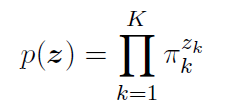 p(𝒛) = ∏_{k=1}^{K} π_k^{z_k}